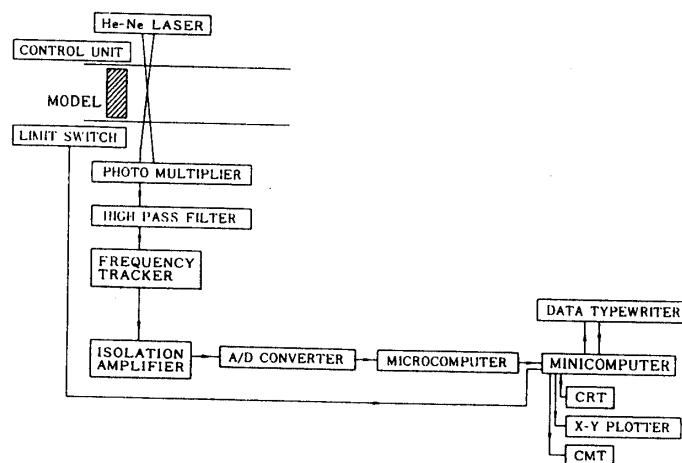 He-Ne LASER
CONTROL UNIT
MODEL
LIMIT SWITCH
PHOTO MULTIPLIER
HIGH PASS FILTER
FREQUENCY
TRACKER
DATA TYPEWRITER
ISOLATION
AMPLIFIER
A/D CONVERTER
MICROCOMPUTER
MINICOMPUTER
CRT
X-Y PLOTTER
CMT